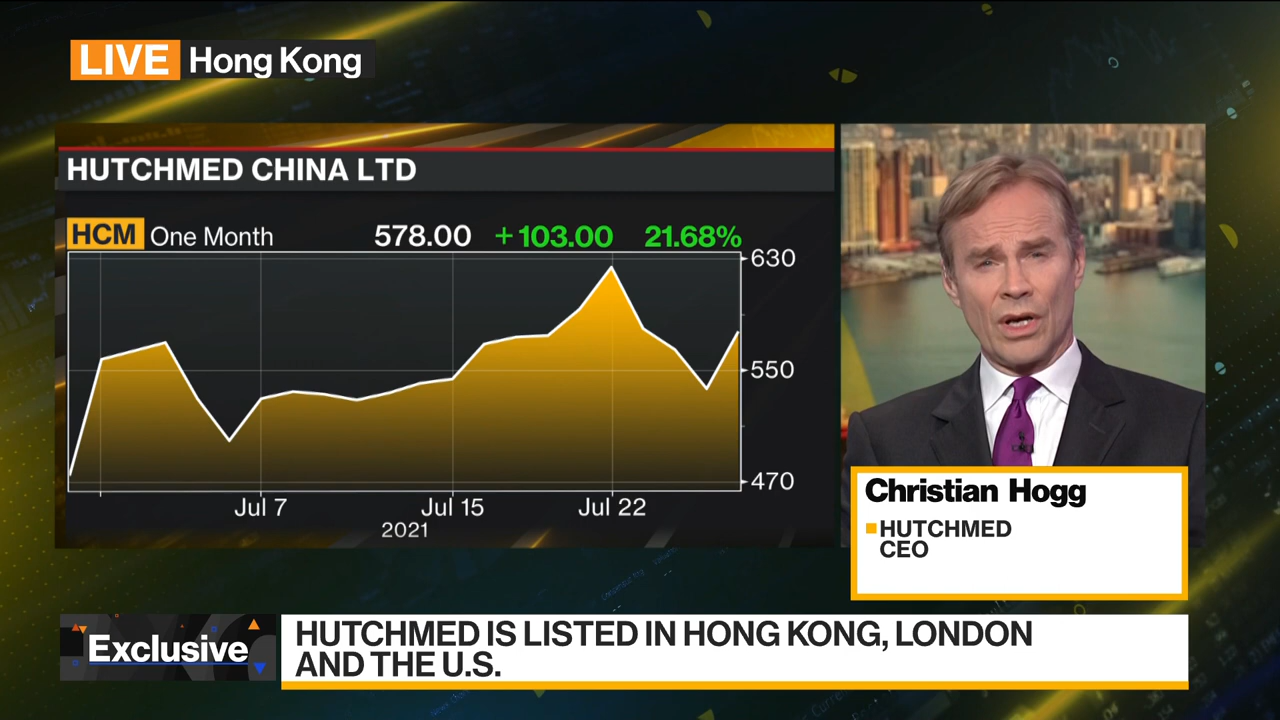 LIVE Hong Kong
HUTCHMED CHINA LTD
HCM One Month 578.00 +103.00 21.68%
630
550
470
Jul 7 Jul 15 Jul 22
2021
Christian Hogg
HUTCHMED
CEO
Exclusive
HUTCHMED IS LISTED IN HONG KONG, LONDON
AND THE U.S.